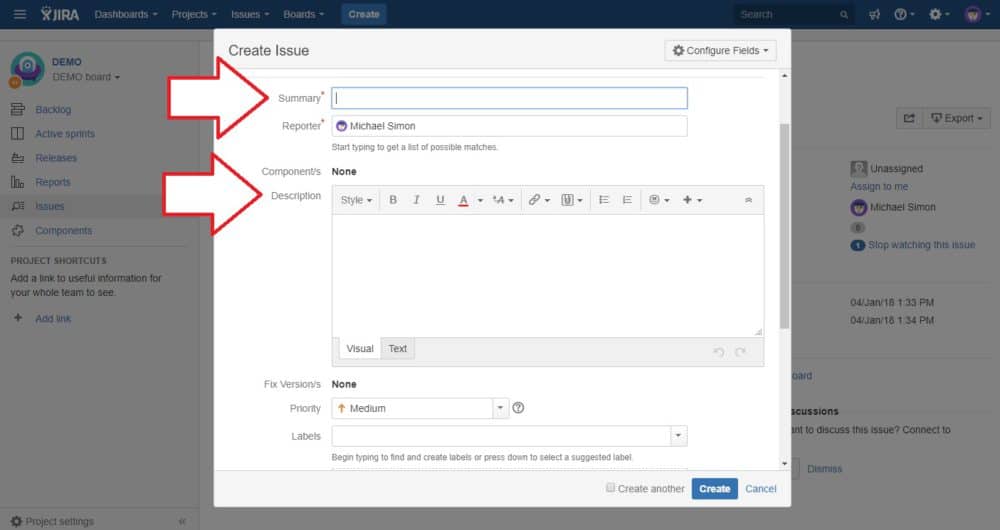 JIRA Dashboards Projects Issues Boards Create Search
DEMO
DEMO board
Backlog
Active sprints
Releases
Reports
Issues
Components
PROJECT SHORTCUTS
Add a link to useful information for
your whole team to see.
+ Add link
Project settings «
Create Issue Configure Fields
Summary*
Reporter* Michael Simon
Start typing to get a list of possible matches.
Component/s None
Description Style B I U A
Visual Text
Fix Version/s None
Priority Medium
Labels
Begin typing to find and create labels or press down to select a suggested label.
Create another Create Cancel
Export
Unassigned
Assign to me
Michael Simon
0
1 Stop watching this issue
04/Jan/18 1:33 PM
04/Jan/18 1:34 PM
to discuss this issue? Connect to
Dismiss